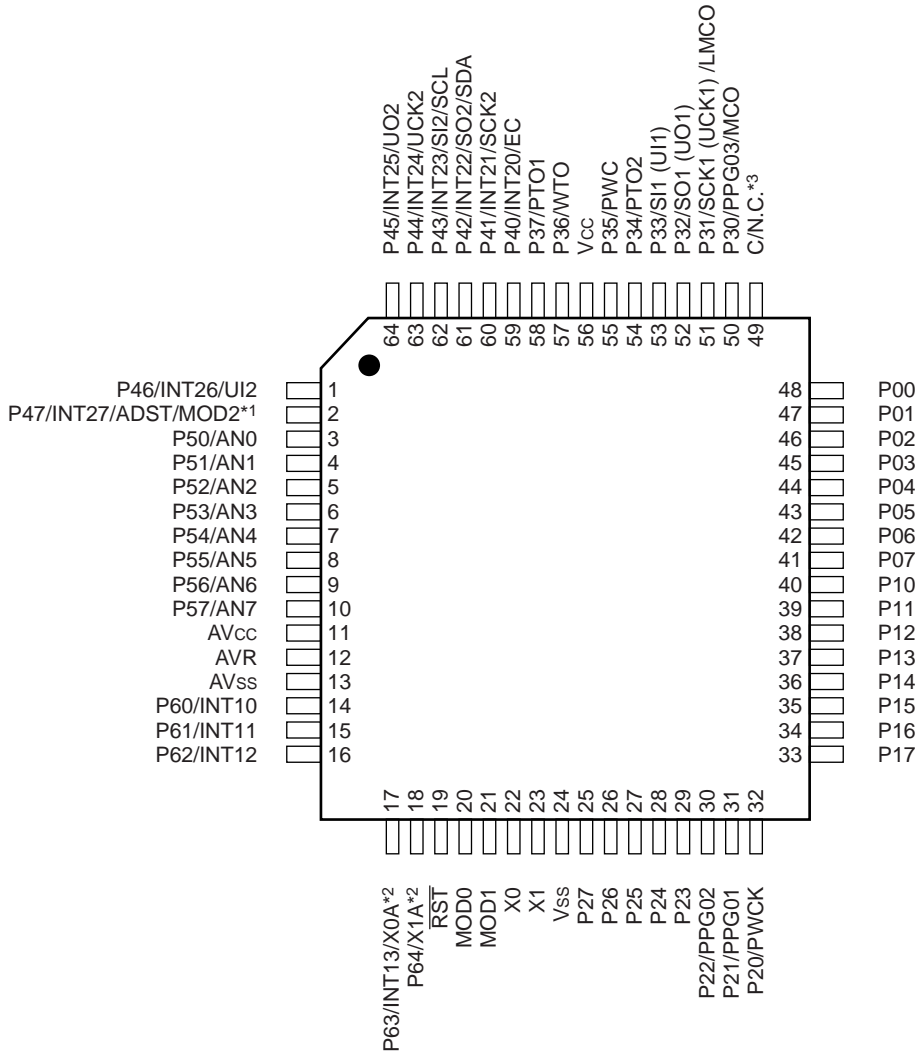 P45/INT25/UO2
P44/INT24/UCK2
P43/INT23/SI2/SCL
P42/INT22/SO2/SDA
P41/INT21/SCK2
P40/INT20/EC
P37/PTO1
P36/WTO
Vcc
P35/PWC
P34/PTO2
P33/SI1 (UI1)
P32/SO1 (UO1)
P31/SCK1 (UCK1) /LMCO
P30/PPG03/MCO
C/N.C.*3
64 63 62 61 60 59 58 57 56 55 54 53 52 51 50 49
P46/INT26/UI2 1 48 P00
P47/INT27/ADST/MOD2*1 2 47 P01
P50/AN0 3 46 P02
P51/AN1 4 45 P03
P52/AN2 5 44 P04
P53/AN3 6 43 P05
P54/AN4 7 42 P06
P55/AN5 8 41 P07
P56/AN6 9 40 P10
P57/AN7 10 39 P11
AVcc 11 38 P12
AVR 12 37 P13
AVss 13 36 P14
P60/INT10 14 35 P15
P61/INT11 15 34 P16
P62/INT12 16 33 P17
17 18 19 20 21 22 23 24 25 26 27 28 29 30 31 32
P63/INT13/X0A*2
P64/X1A*2
RST
MOD0
MOD1
X0
X1
Vss
P27
P26
P25
P24
P23
P22/PPG02
P21/PPG01
P20/PWCK